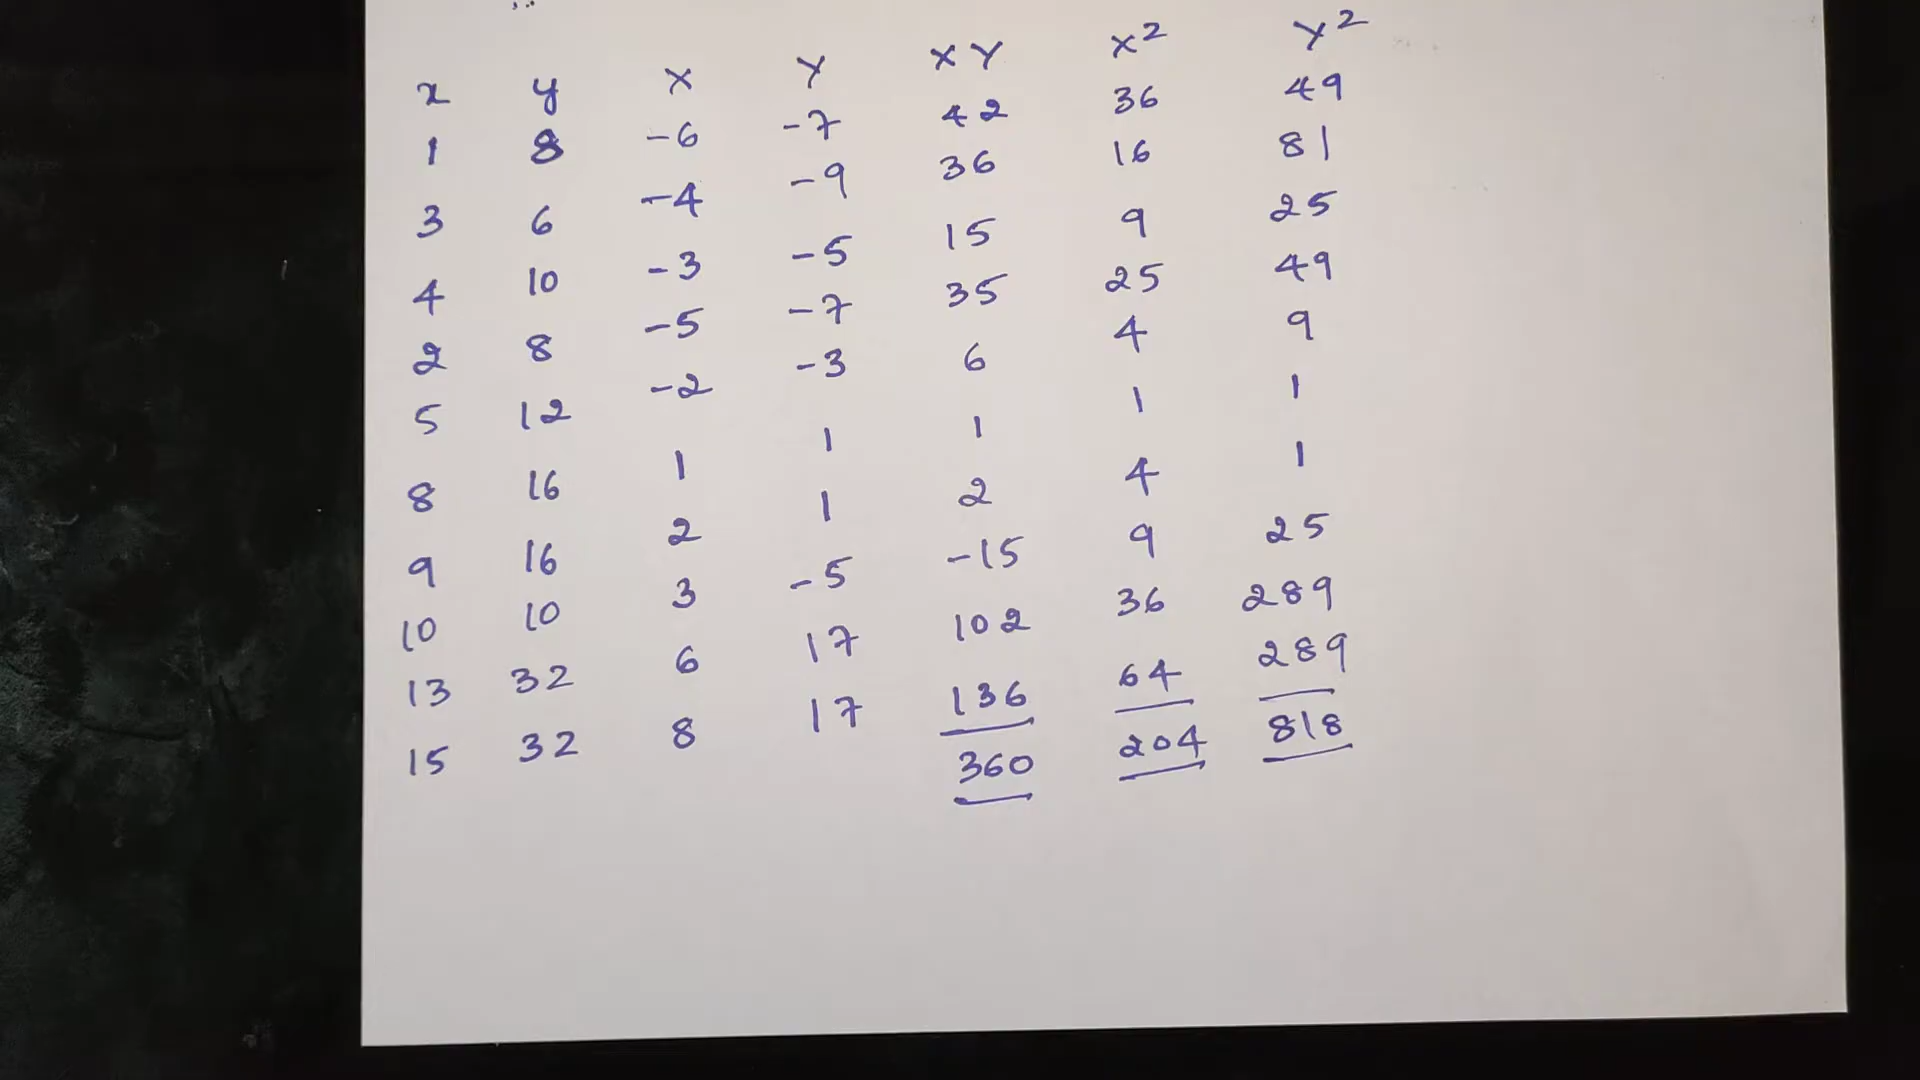 x y X Y XY X² Y²
1 8 -6 -7 42 36 49
3 6 -4 -9 36 16 81
4 10 -3 -5 15 9 25
2 8 -5 -7 35 25 49
5 12 -2 -3 6 4 9
8 16 1 1 1 1 1
9 16 2 1 2 4 1
10 10 3 -5 -15 9 25
13 32 6 17 102 36 289
15 32 8 17 136 64 289
360 204 818